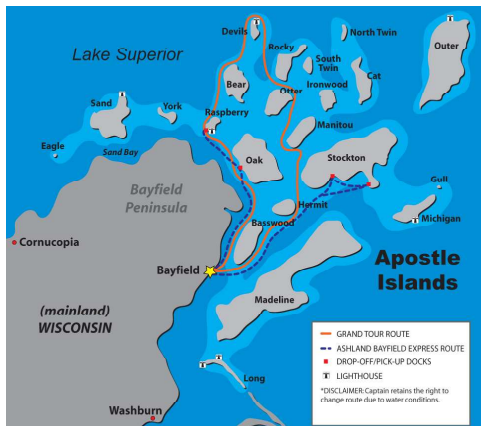 Devils
North Twin
Lake Superior
Rocky
Outer
South
Twin
Bear
Cat
Ironwood
Otter
Sand
York
Raspberry
Manitou
Stockton
Eagle
Sand Bay
Oak
Gull
Bayfield
Peninsula
Hermit
Michigan
Basswood
Cornucopia
Bayfield
Apostle
Islands
Madeline
(mainland)
WISCONSIN
GRAND TOUR ROUTE
ASHLAND BAYFIELD EXPRESS ROUTE
DROP-OFF/PICK-UP DOCKS
LIGHTHOUSE
*DISCLAIMER: Captain retains the right to
change route due to water conditions.
Long
Washburn